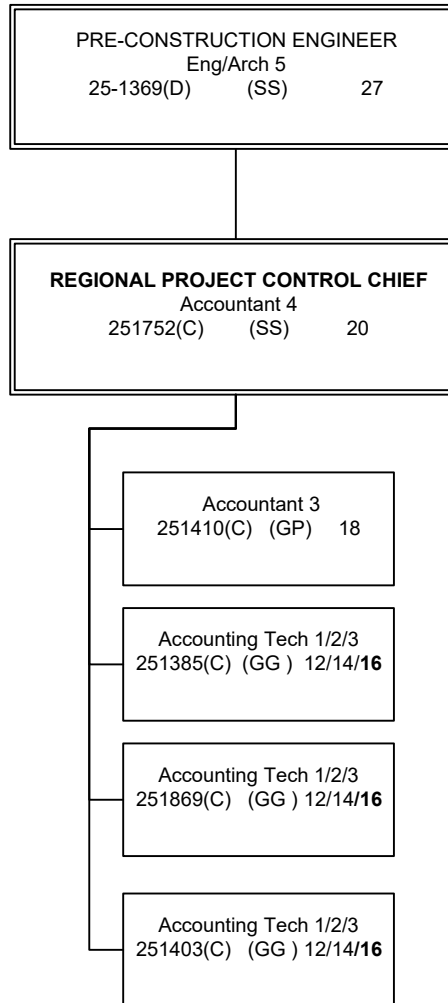 PRE-CONSTRUCTION ENGINEER
Eng/Arch 5
25-1369(D) (SS) 27
REGIONAL PROJECT CONTROL CHIEF
Accountant 4
251752(C) (SS) 20
Accountant 3
251410(C) (GP) 18
Accounting Tech 1/2/3
251385(C) (GG ) 12/14/16
Accounting Tech 1/2/3
251869(C) (GG ) 12/14/16
Accounting Tech 1/2/3
251403(C) (GG ) 12/14/16